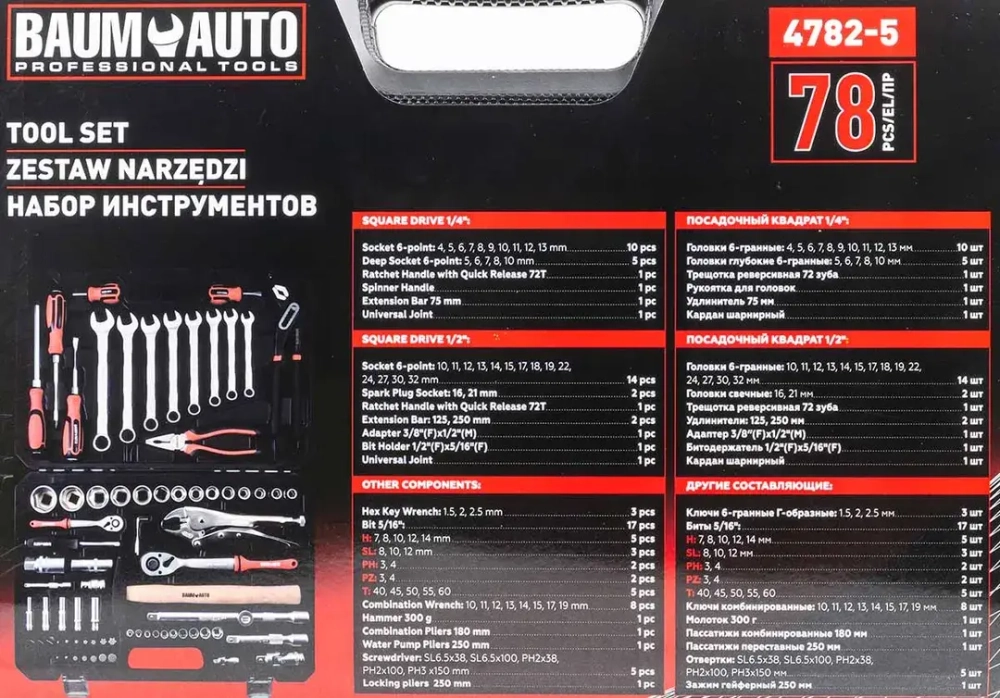 BAUM AUTO
PROFESSIONAL TOOLS
4782-5
78
PCS/EL/ПР
TOOL SET
ZESTAW NARZĘDZI
НАБОР ИНСТРУМЕНТОВ
SQUARE DRIVE 1/4":
Socket 6-point: 4, 5, 6, 7, 8, 9, 10, 11, 12, 13 mm 10 pcs
Deep Socket 6-point: 5, 6, 7, 8, 10 mm 5 pcs
Ratchet Handle with Quick Release 72T 1 pc
Spinner Handle 1 pc
Extension Bar 75 mm 1 pc
Universal Joint 1 pc
SQUARE DRIVE 1/2":
Socket 6-point: 10, 11, 12, 13, 14, 15, 17, 18, 19, 22,
24, 27, 30, 32 mm 14 pcs
Spark Plug Socket: 16, 21 mm 2 pcs
Ratchet Handle with Quick Release 72T 1 pc
Extension Bar: 125, 250 mm 2 pc
Adapter 3/8"(F)x1/2"(M) 1 pc
Bit Holder 1/2"(F)x5/16"(F) 1 pc
Universal Joint 1 pc
OTHER COMPONENTS:
Hex Key Wrench: 1.5, 2, 2.5 mm 3 pcs
Bit 5/16": 17 pcs
H: 7, 8, 10, 12, 14 mm 5 pcs
SL: 8, 10, 12 mm 3 pcs
PH: 3, 4 2 pcs
PZ: 3, 4 2 pcs
T: 40, 45, 50, 55, 60 5 pcs
Combination Wrench: 10, 11, 12, 13, 14, 15, 17, 19 mm 8 pcs
Hammer 300 g 1 pc
Combination Pliers 180 mm 1 pc
Water Pump Pliers 250 mm 1 pc
Screwdriver: SL6.5x38, SL6.5x100, PH2x38,
PH2x100, PH3 x150 mm 5 pcs
Locking pliers 250 mm 1 pc
ПОСАДОЧНЫЙ КВАДРАТ 1/4":
Головки 6-гранные: 4, 5, 6, 7, 8, 9, 10, 11, 12, 13 мм 10 шт
Головки глубокие 6-гранные: 5, 6, 7, 8, 10 мм 5 шт
Трещотка реверсивная 72 зуба 1 шт
Рукоятка для головок 1 шт
Удлинитель 75 мм 1 шт
Кардан шарнирный 1 шт
ПОСАДОЧНЫЙ КВАДРАТ 1/2":
Головки 6-гранные: 10, 11, 12, 13, 14, 15, 17, 18, 19, 22,
24, 27, 30, 32 мм 14 шт
Головки свечные: 16, 21 мм 2 шт
Трещотка реверсивная 72 зуба 1 шт
Удлинители: 125, 250 мм 2 шт
Адаптер 3/8"(F)x1/2"(M) 1 шт
Битодержатель 1/2"(F)x5/16"(F) 1 шт
Кардан шарнирный 1 шт
ДРУГИЕ СОСТАВЛЯЮЩИЕ:
Ключи 6-гранные Г-образные: 1.5, 2, 2.5 мм 3 шт
Биты 5/16": 17 шт
H: 7, 8, 10, 12, 14 мм 5 шт
SL: 8, 10, 12 мм 3 шт
PH: 3, 4 2 шт
PZ: 3, 4 2 шт
T: 40, 45, 50, 55, 60 5 шт
Ключи комбинированные: 10, 11, 12, 13, 14, 15, 17, 19 мм 8 шт
Молоток 300 г 1 шт
Пассатижи комбинированные 180 мм 1 шт
Пассатижи переставные 250 мм 1 шт
Отвертки: SL6.5x38, SL6.5x100, PH2x38,
PH2x100, PH3x150 мм 5 шт
Зажим гейферный 250 мм 1 шт
BAUM AUTO